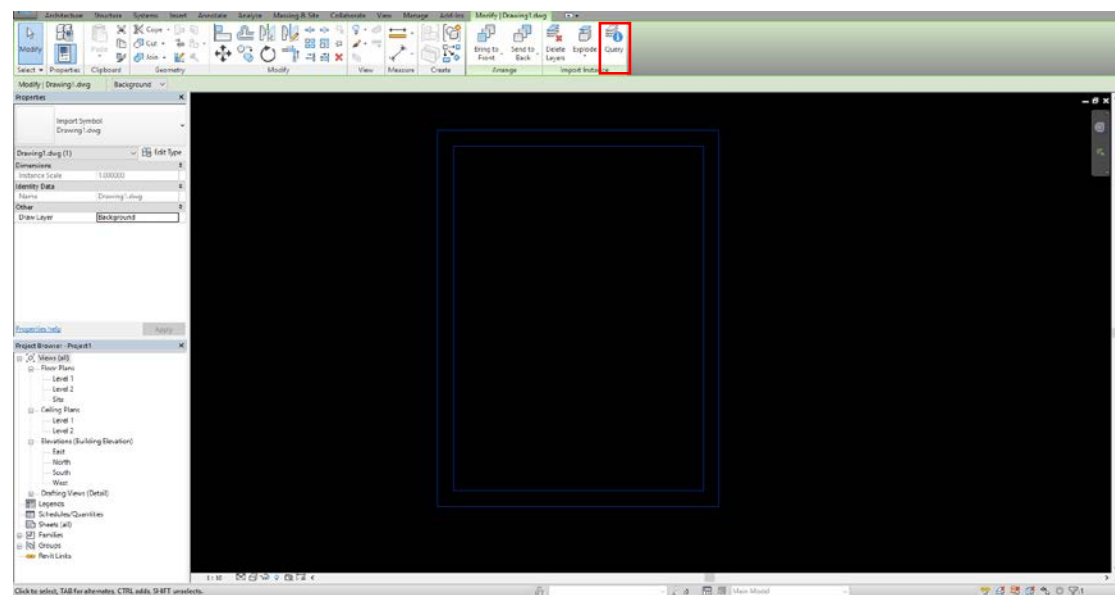 Architecture Structure Systems Insert Annotate Analyze Massing & Site Collaborate View Manage Add-Ins Modify | Drawing1.dwg
Modify Paste Cope Cut Join Bring to Front Send to Back Delete Layers Explode Query
Select Properties Clipboard Geometry Modify View Measure Create Arrange Import Instance
Modify | Drawing1.dwg Background
Properties
Import Symbol
Drawing1.dwg
Drawing1.dwg (1) Edit Type
Dimensions
Instance Scale 1.000000
Identity Data
Name Drawing1.dwg
Other
Draw Layer Background
Properties help Apply
Project Browser - Project1
Views (all)
Floor Plans
Level 1
Level 2
Site
Ceiling Plans
Level 1
Level 2
Elevations (Building Elevation)
East
North
South
West
Drafting Views (Detail)
Legends
Schedules/Quantities
Sheets (all)
Families
Groups
Revit Links
Click to select, TAB for alternates, CTRL adds, SHIFT unselects. Main Model